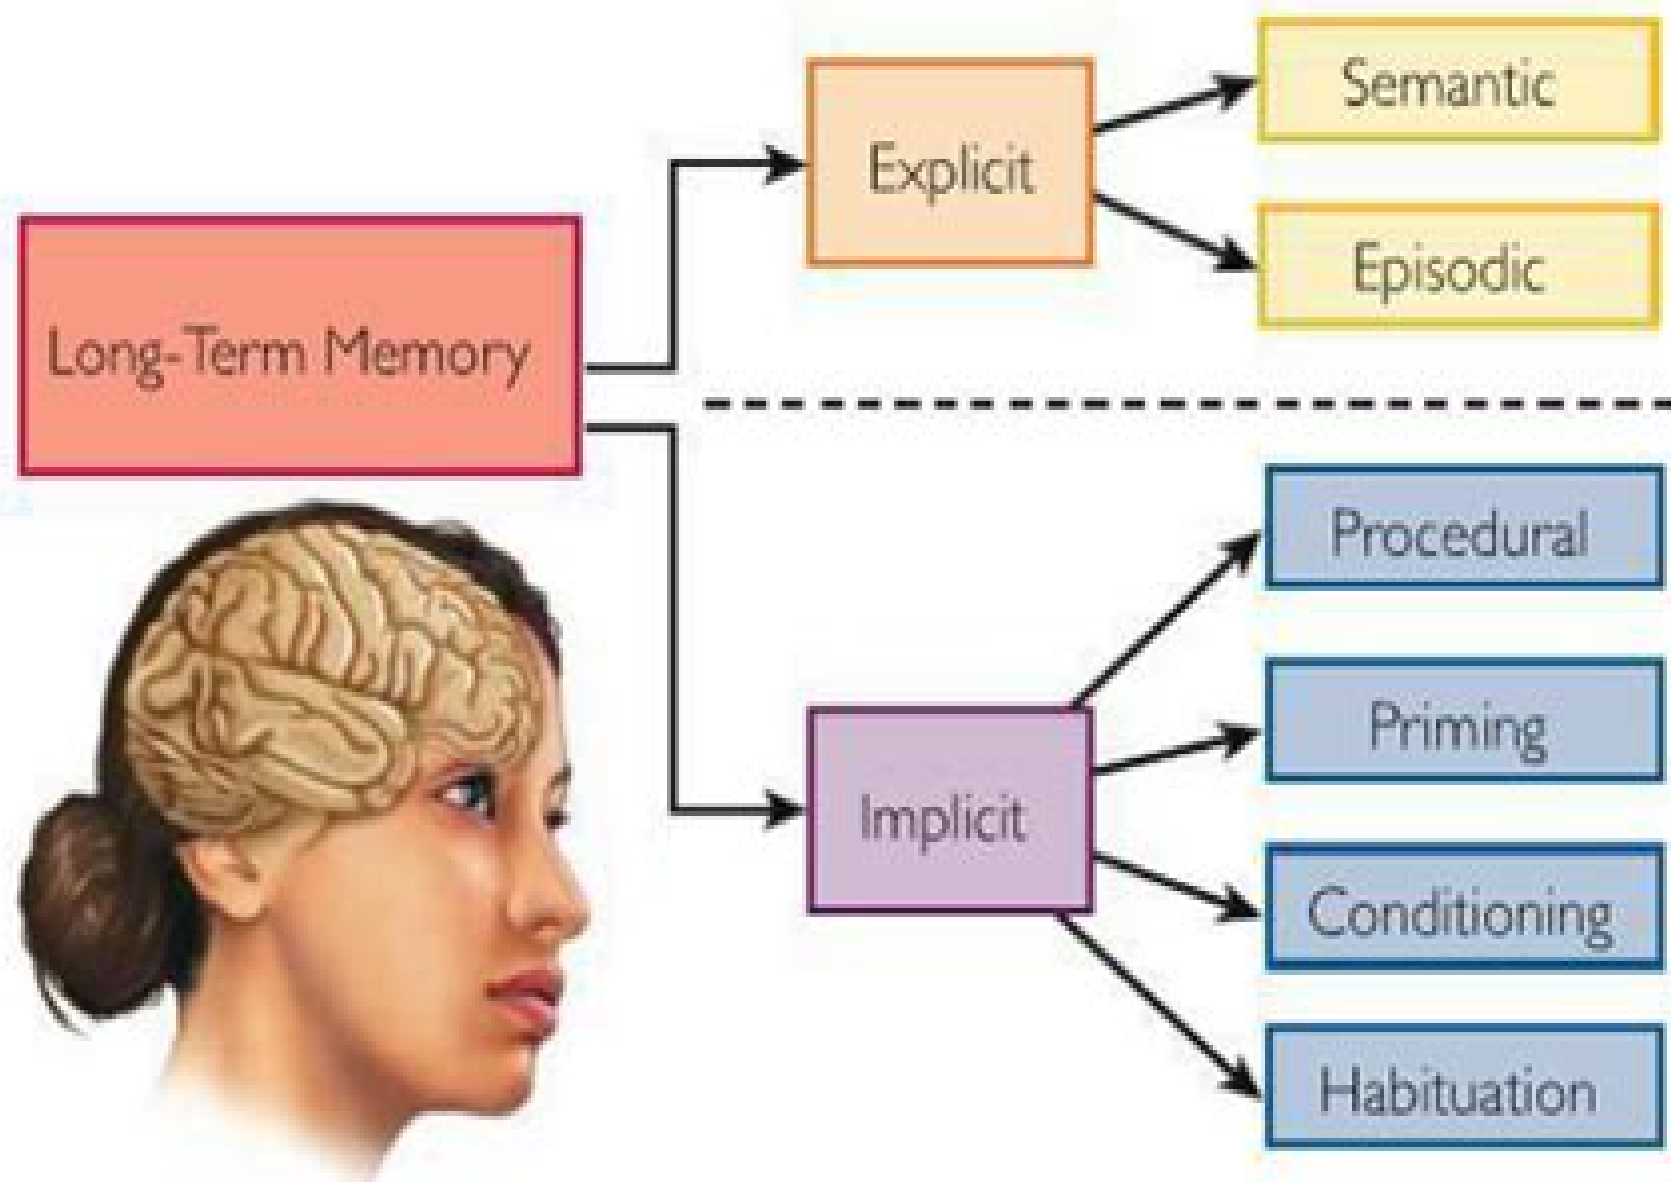 Long-Term Memory
Explicit
Semantic
Episodic
Implicit
Procedural
Priming
Conditioning
Habituation